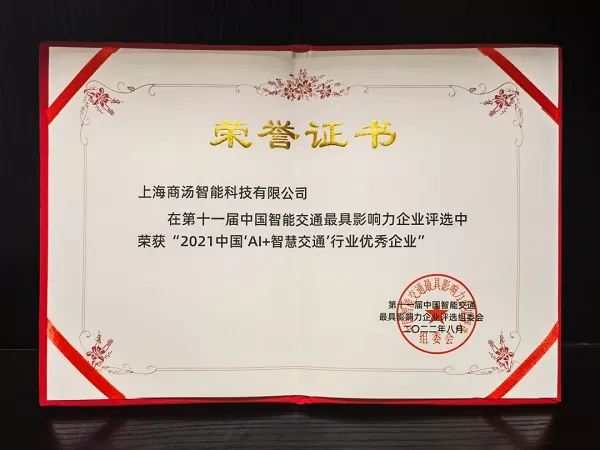 荣誉证书
上海商汤智能科技有限公司
在第十一届中国智能交通最具影响力企业评选中
荣获“2021中国‘AI+智慧交通’行业优秀企业”
第十一届中国智能交通
最具影响力企业评选组委会
二〇二二年八月
组委会